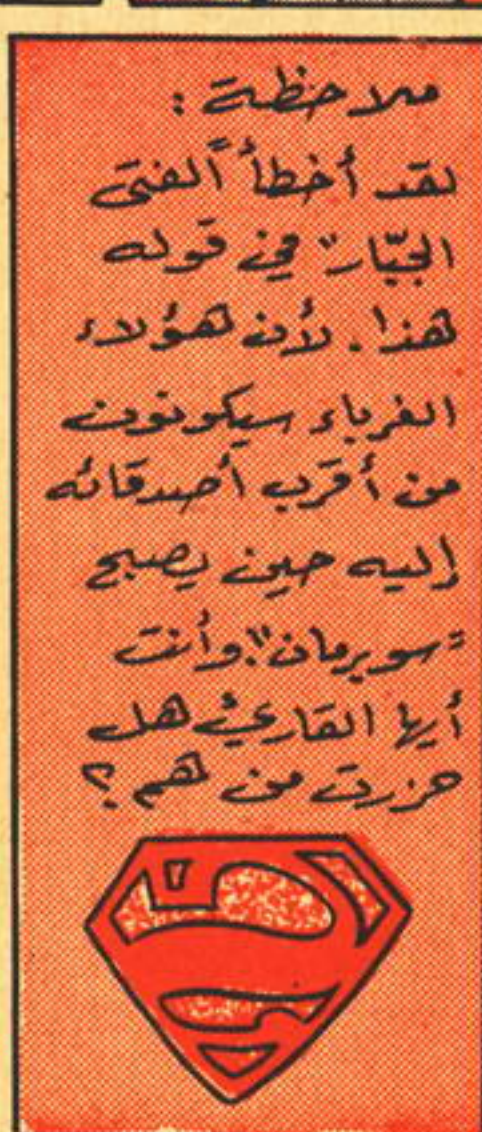 ملاحظة :
لقد أخطأ "الفتى
الجبّار" في قوله
هذا. لأن هؤلاء
الغرباء سيكونون
من أقرب أصدقائه
إليه حين يصبح
"سوبرمان". وأنت
أيها القارئ هل
حزرت من هم؟